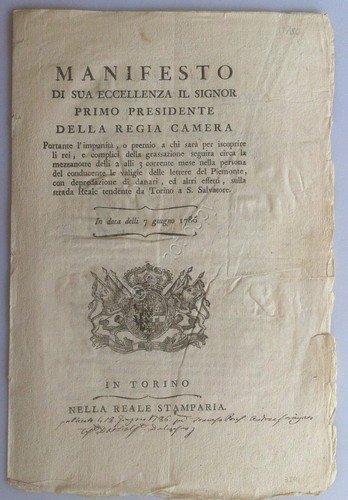 MANIFESTO
DI SUA ECCELLENZA IL SIGNOR
PRIMO PRESIDENTE
DELLA REGIA CAMERA
Portante l'impunità, o premio a chi sarà per iscoprire
li rei, e complici della grassazione seguita circa la
mezzanotte delli 2 alli 3 corrente mese nella persona
del conducente le valigie delle lettere del Piemonte,
con depredazione di danari, ed altri effetti, sulla
strada Reale tendente da Torino a S. Salvatore.
In data delli 7 giugno 1786
IN TORINO
NELLA REALE STAMPARIA.